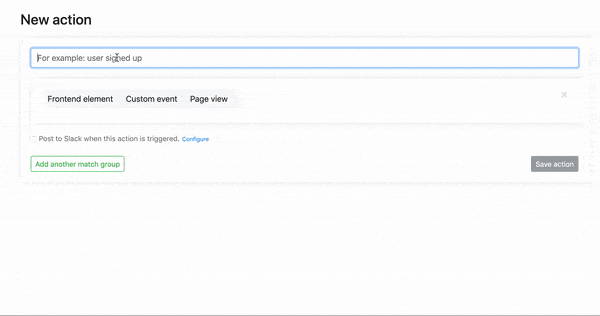 New action
For example: user signed up
Frontend element Custom event Page view
Post to Slack when this action is triggered. Configure
Add another match group Save action